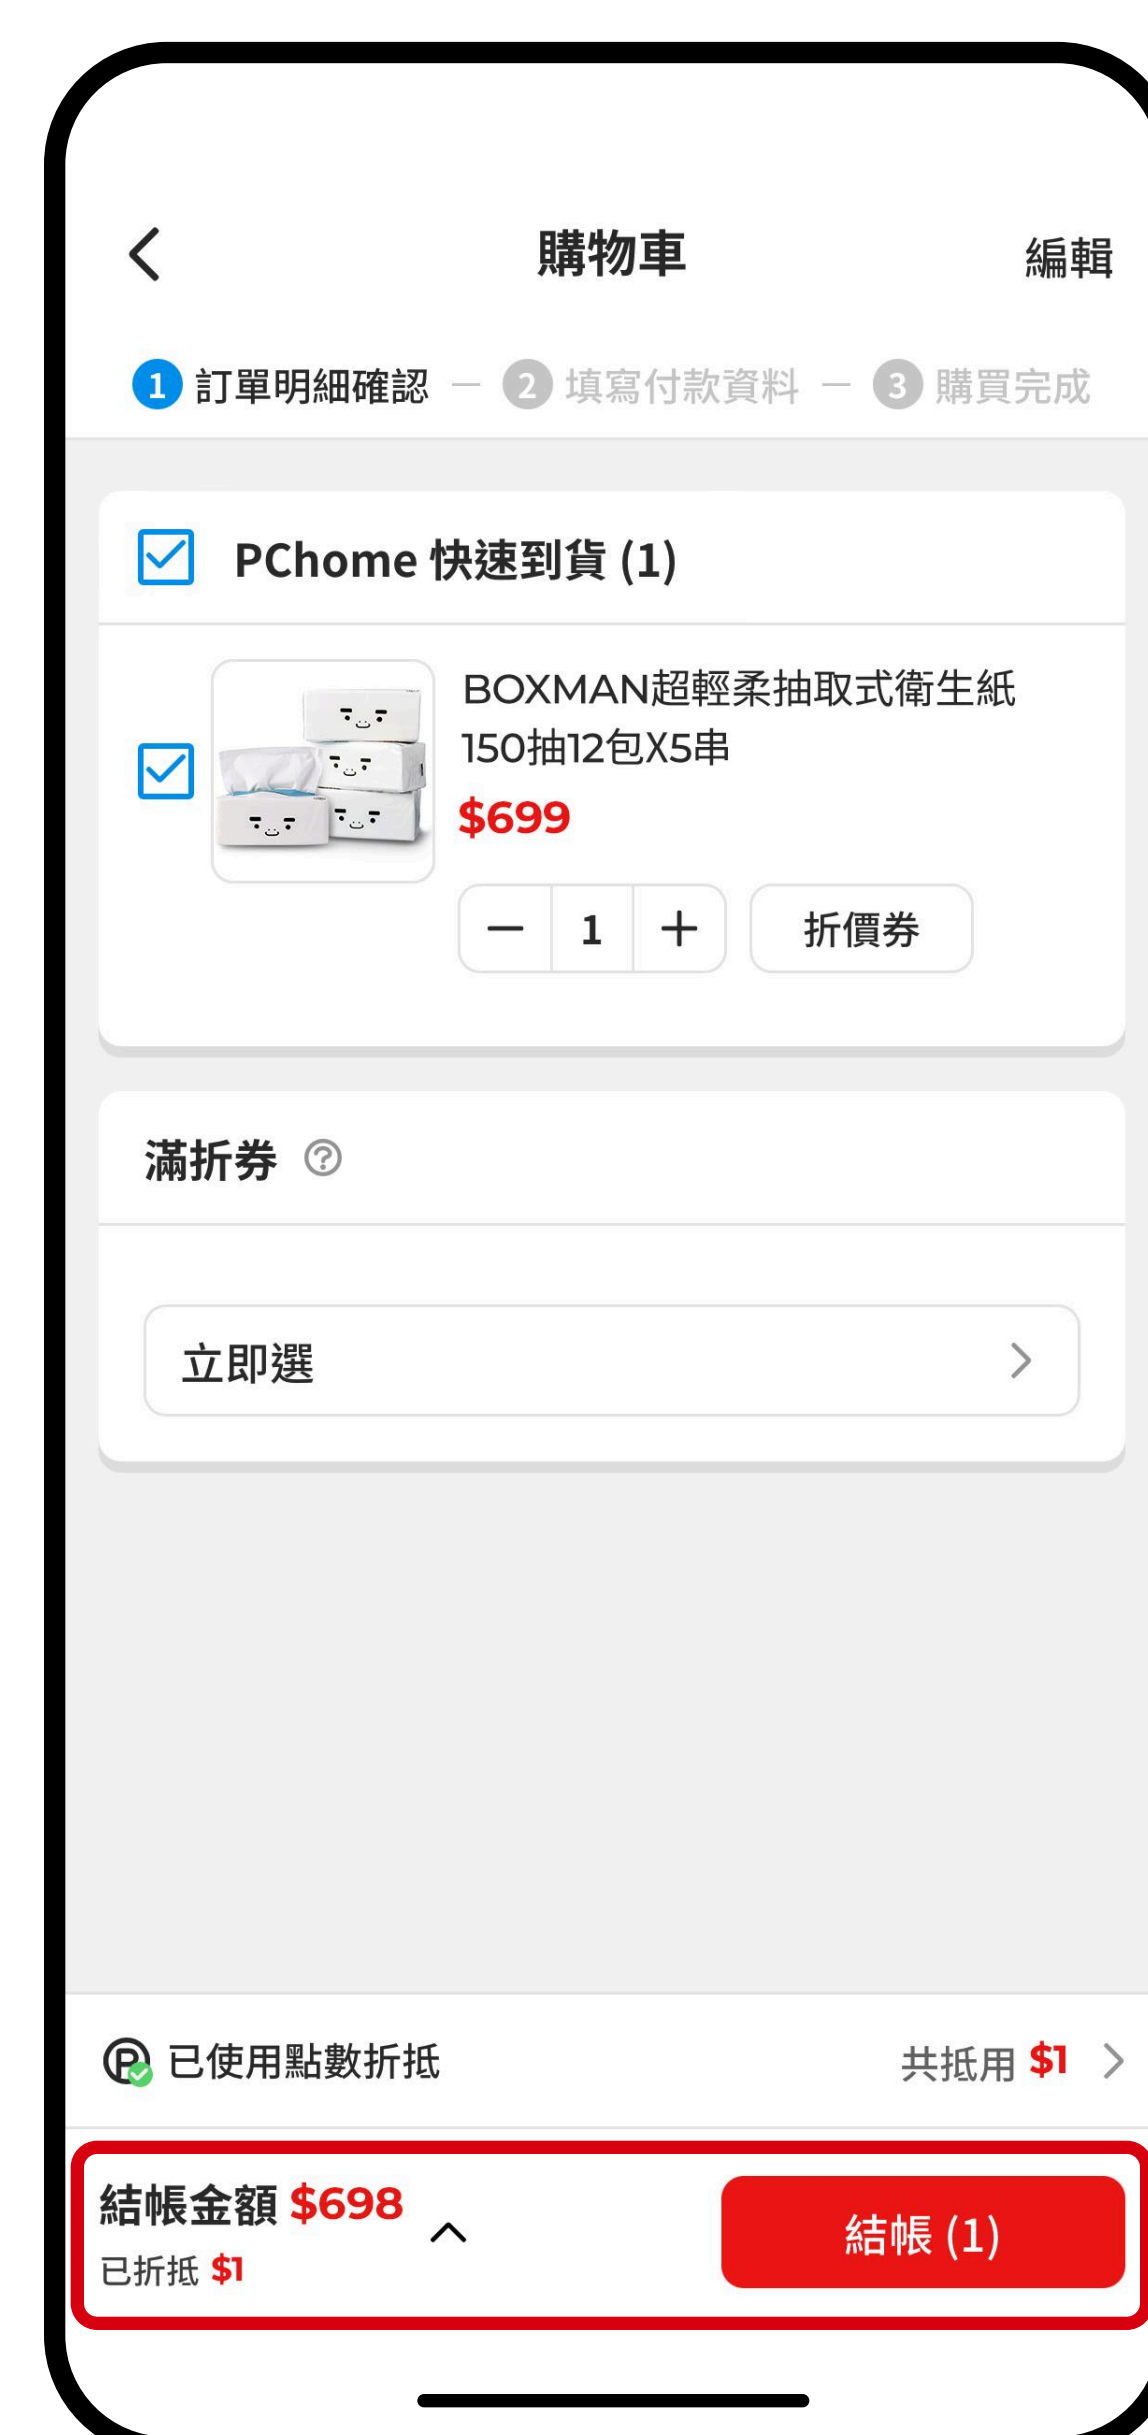 購物車
編輯
1 訂單明細確認 — 2 填寫付款資料 — 3 購買完成
PChome 快速到貨 (1)
BOXMAN超輕柔抽取式衛生紙
150抽12包X5串
$699
1
折價券
滿折券 ?
立即選
已使用點數折抵
共抵用 $1
結帳金額 $698
已折抵 $1
結帳 (1)